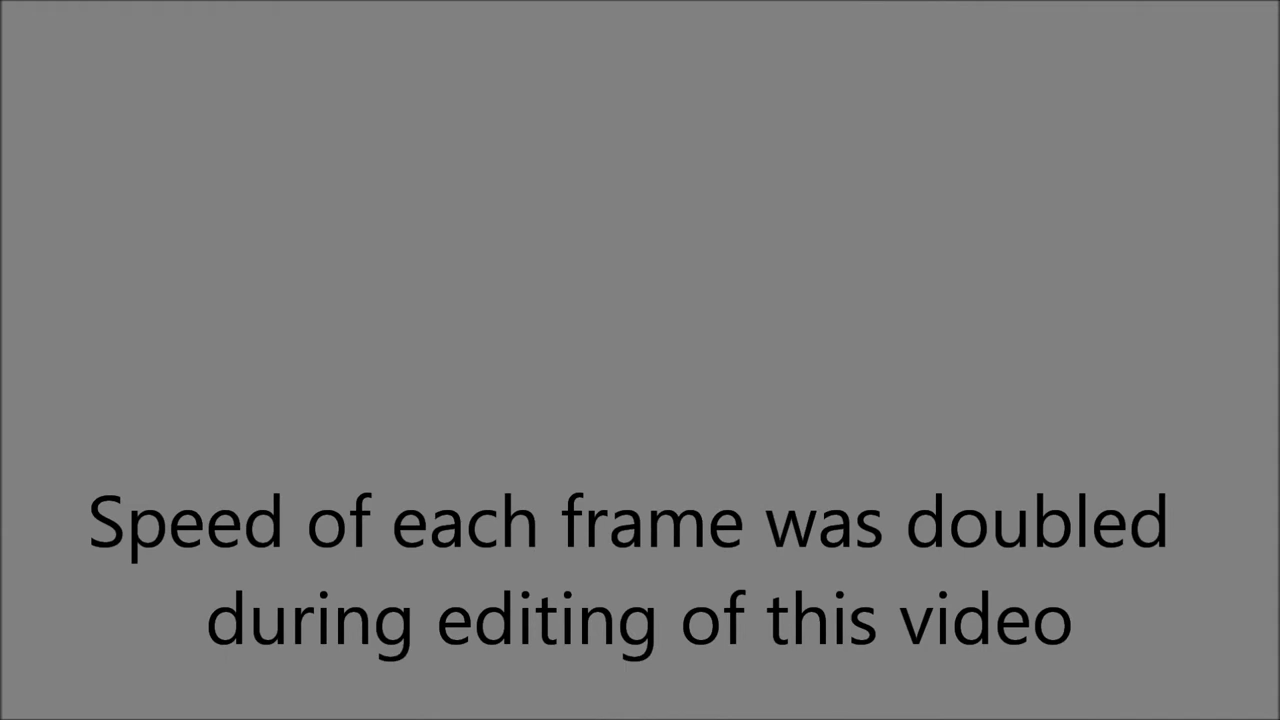 Speed of each frame was doubled
during editing of this video